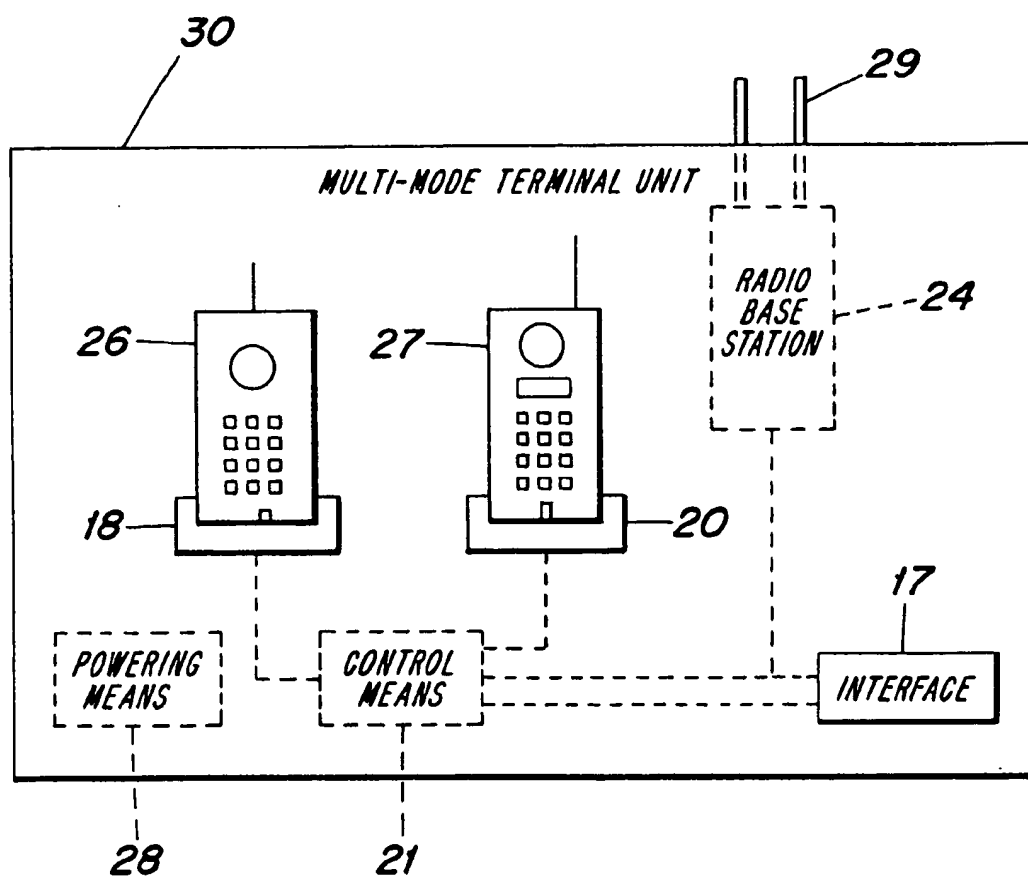 30
29
MULTI-MODE TERMINAL UNIT
RADIO
BASE
STATION
24
26
27
18
20
17
POWERING
MEANS
CONTROL
MEANS
INTERFACE
28
21